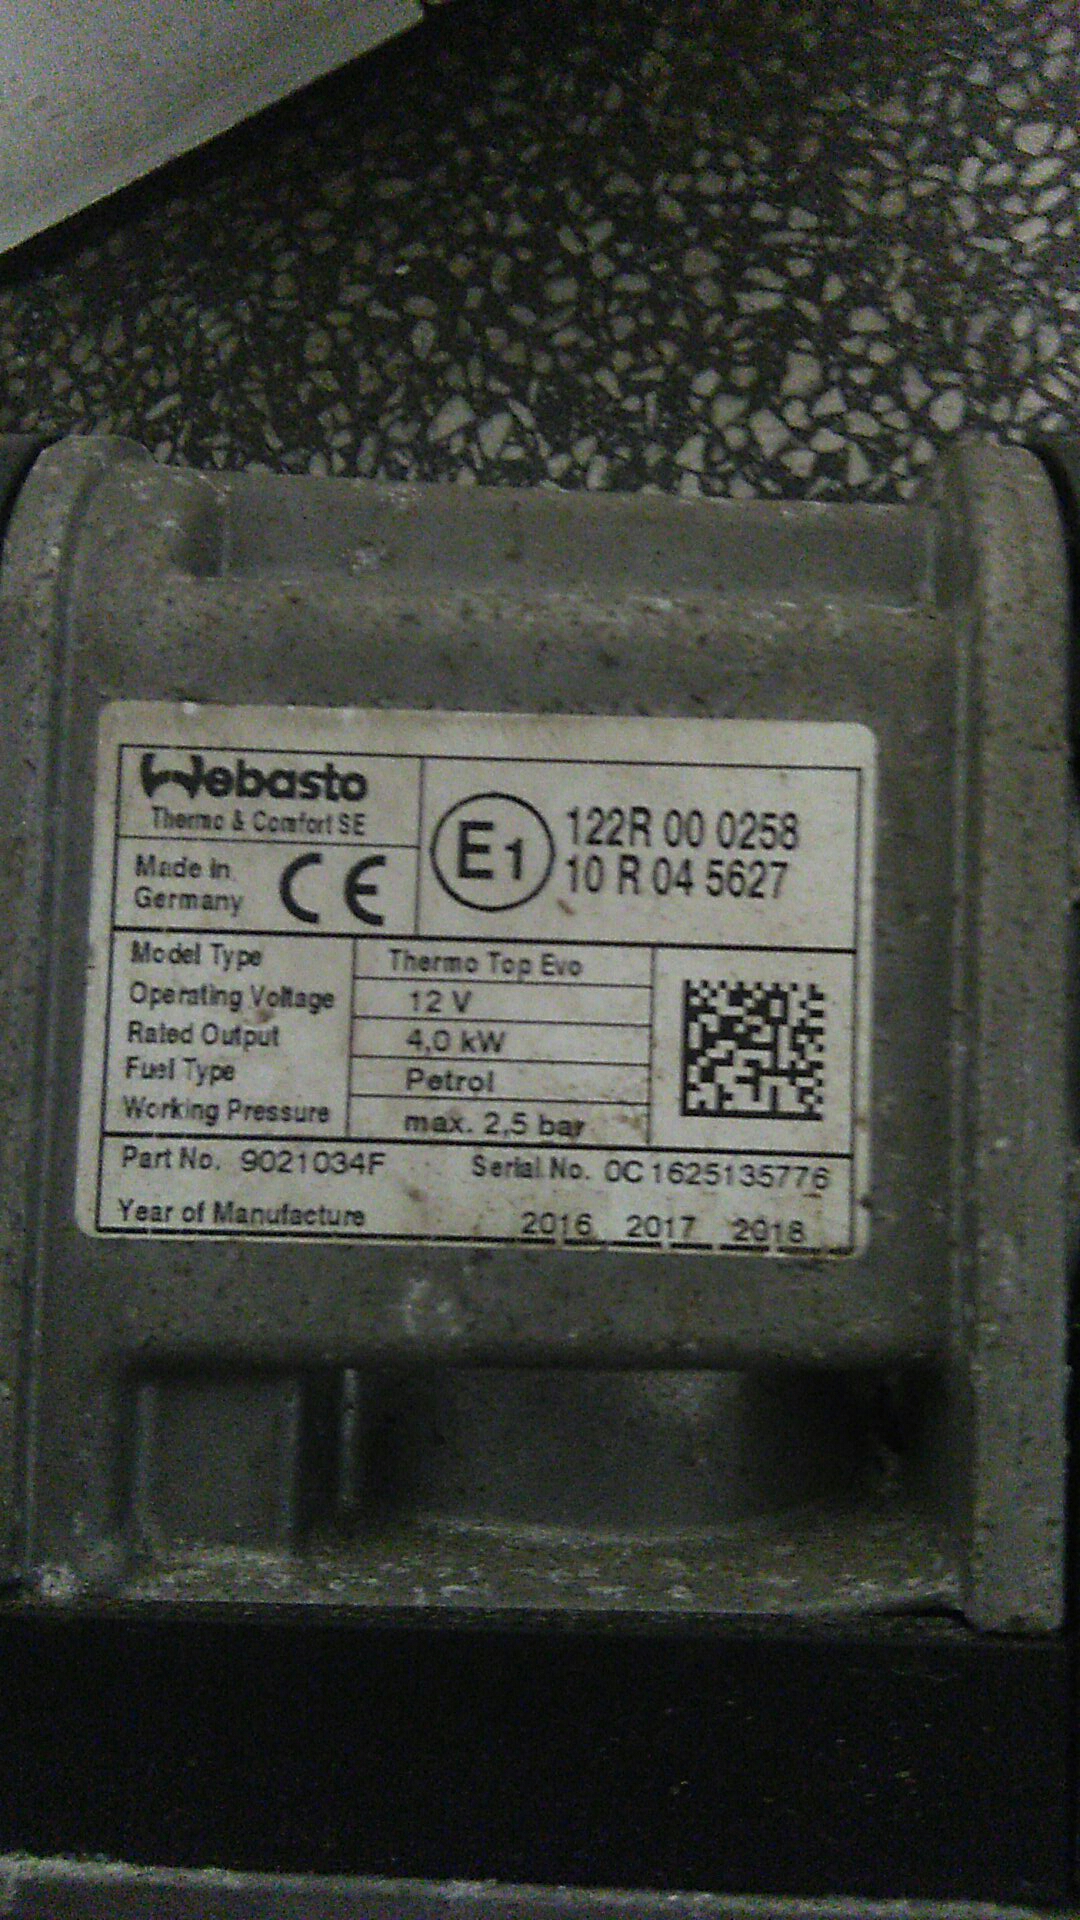 Webasto
Thermo & Comfort SE
Made in
Germany
CE
E1
122R 00 0258
10 R 04 5627
Model Type Thermo Top Evo
Operating Voltage 12 V
Rated Output 4,0 kW
Fuel Type Petrol
Working Pressure max. 2,5 bar
Part No. 9021034F Serial No. 0C1625135776
Year of Manufacture 2016 2017 2018